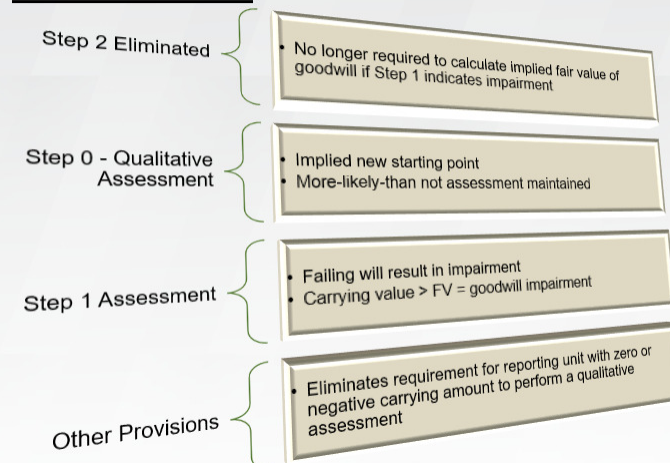 Step 2 Eliminated
• No longer required to calculate implied fair value of
goodwill if Step 1 indicates impairment
Step 0 - Qualitative
Assessment
• Implied new starting point
• More-likely-than not assessment maintained
Step 1 Assessment
• Failing will result in impairment
• Carrying value > FV = goodwill impairment
Other Provisions
• Eliminates requirement for reporting unit with zero or
negative carrying amount to perform a qualitative
assessment